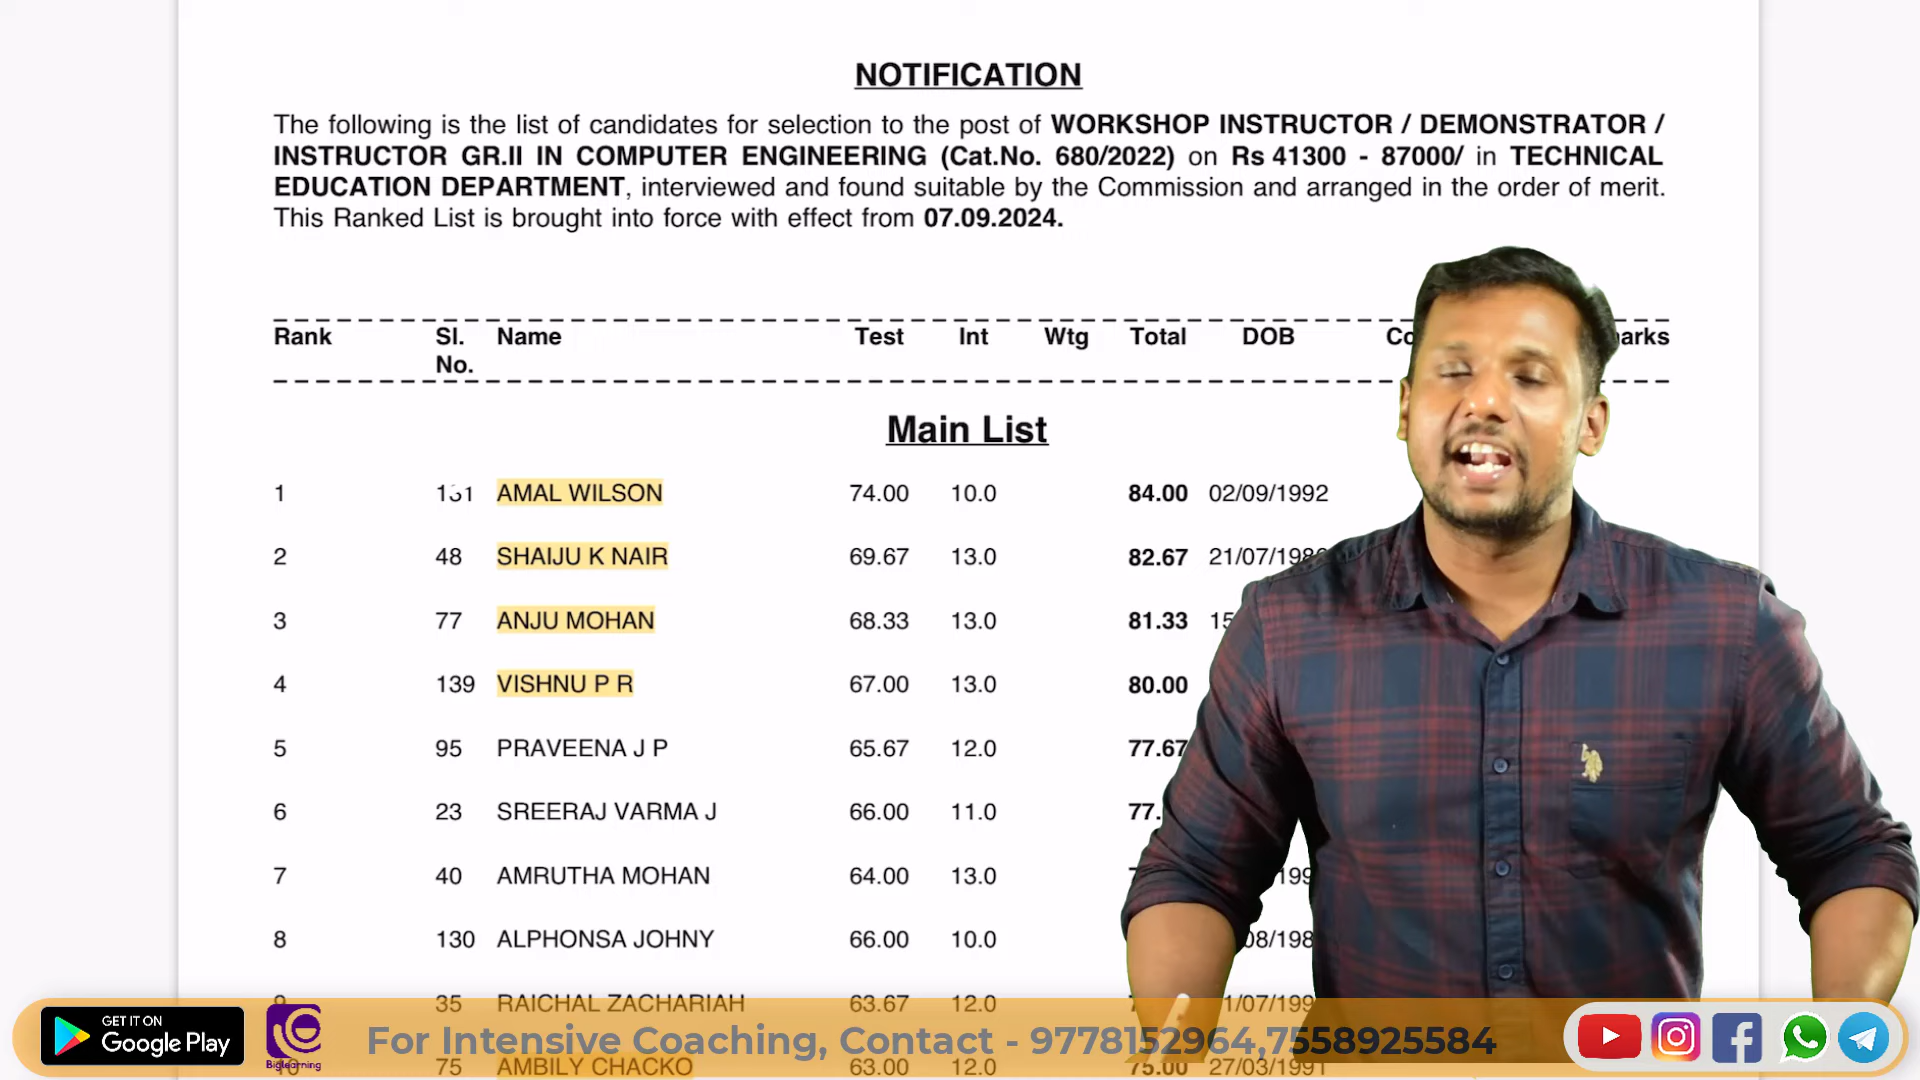 NOTIFICATION
The following is the list of candidates for selection to the post of WORKSHOP INSTRUCTOR / DEMONSTRATOR /
INSTRUCTOR GR.II IN COMPUTER ENGINEERING (Cat.No. 680/2022) on Rs 41300 - 87000/ in TECHNICAL
EDUCATION DEPARTMENT, interviewed and found suitable by the Commission and arranged in the order of merit.
This Ranked List is brought into force with effect from 07.09.2024.
Rank Sl. No. Name Test Int Wtg Total DOB
Main List
1 131 AMAL WILSON 74.00 10.0 84.00 02/09/1992
2 48 SHAIJU K NAIR 69.67 13.0 82.67
3 77 ANJU MOHAN 68.33 13.0 81.33
4 139 VISHNU P R 67.00 13.0 80.00
5 95 PRAVEENA J P 65.67 12.0 77.67
6 23 SREERAJ VARMA J 66.00 11.0
7 40 AMRUTHA MOHAN 64.00 13.0
8 130 ALPHONSA JOHNY 66.00 10.0
9 35 RAICHAL ZACHARIAH 63.67 12.0
10 75 AMBILY CHACKO 63.00 12.0 75.00 27/03/1991
GET IT ON
Google Play
Biglearning
For Intensive Coaching, Contact - 9778152964,7558925584